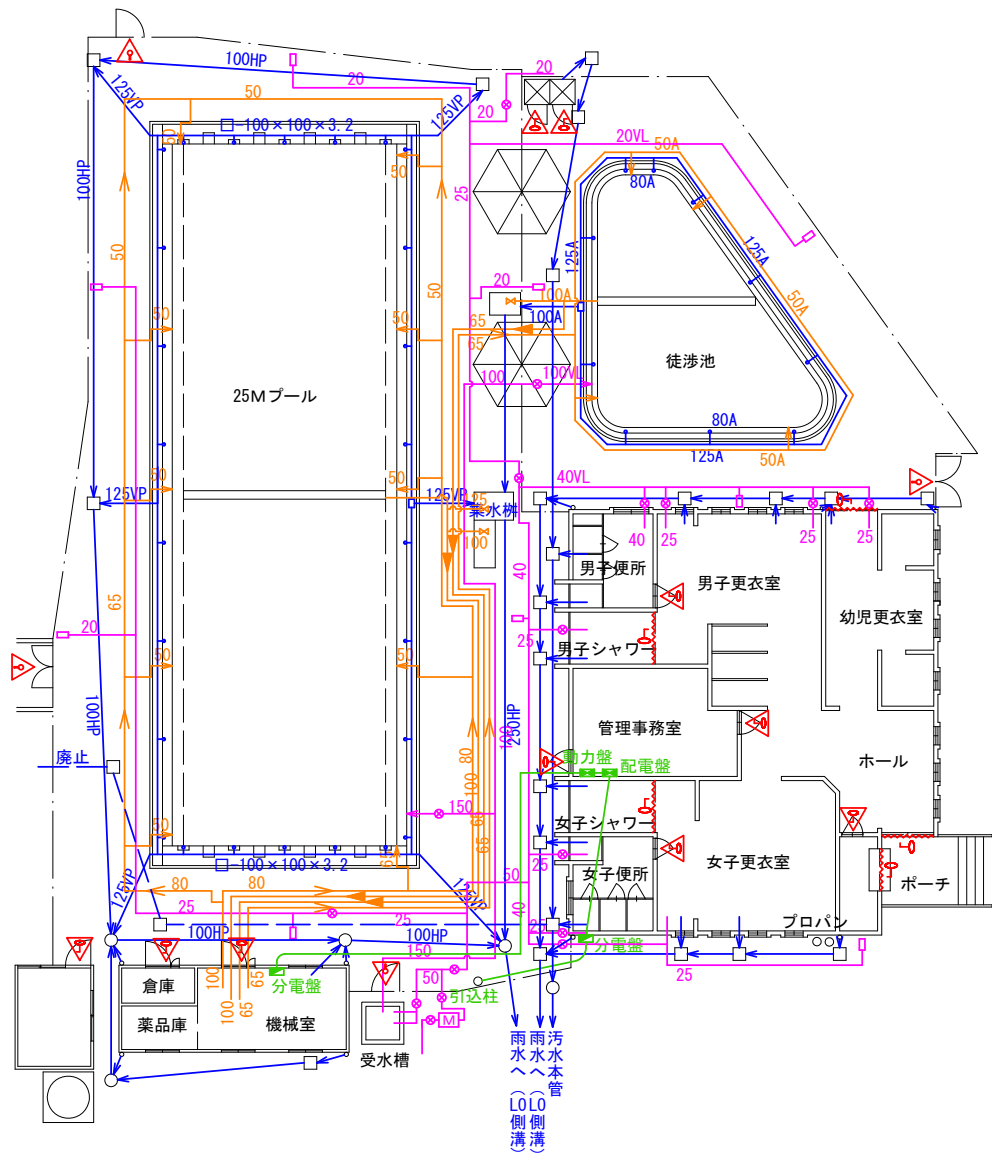 100HP
20
20
125VP
50
125VP
20
50
□-100×100×3.2
20VL
50A
50
80A
100HP
25
125A
125A
50
50
20
50A
100A
100A
50
50
65
65
徒渉池
100
100VL
25Mプール
80A
125A
50A
40VL
50
125VP
125VP
125
集水桝
100
40
25
25
25
男子便所
男子更衣室
40
幼児更衣室
65
20
25
男子シャワー
50
50
100HP
管理事務室
100
250HP
廃止
動力盤
配電盤
ホール
80
100
150
65
65
女子シャワー
50
□-100×100×3.2
25
女子更衣室
65
50
女子便所
ポーチ
125VP
80
80
125VP
40
25
25
プロパン
25
100HP
100HP
分電盤
150
25
倉庫
100
100
65
65
分電盤
50
引込柱
薬品庫
機械室
M
受水槽
雨水へ(LO側溝)
雨水へ(LO側溝)
汚水本管